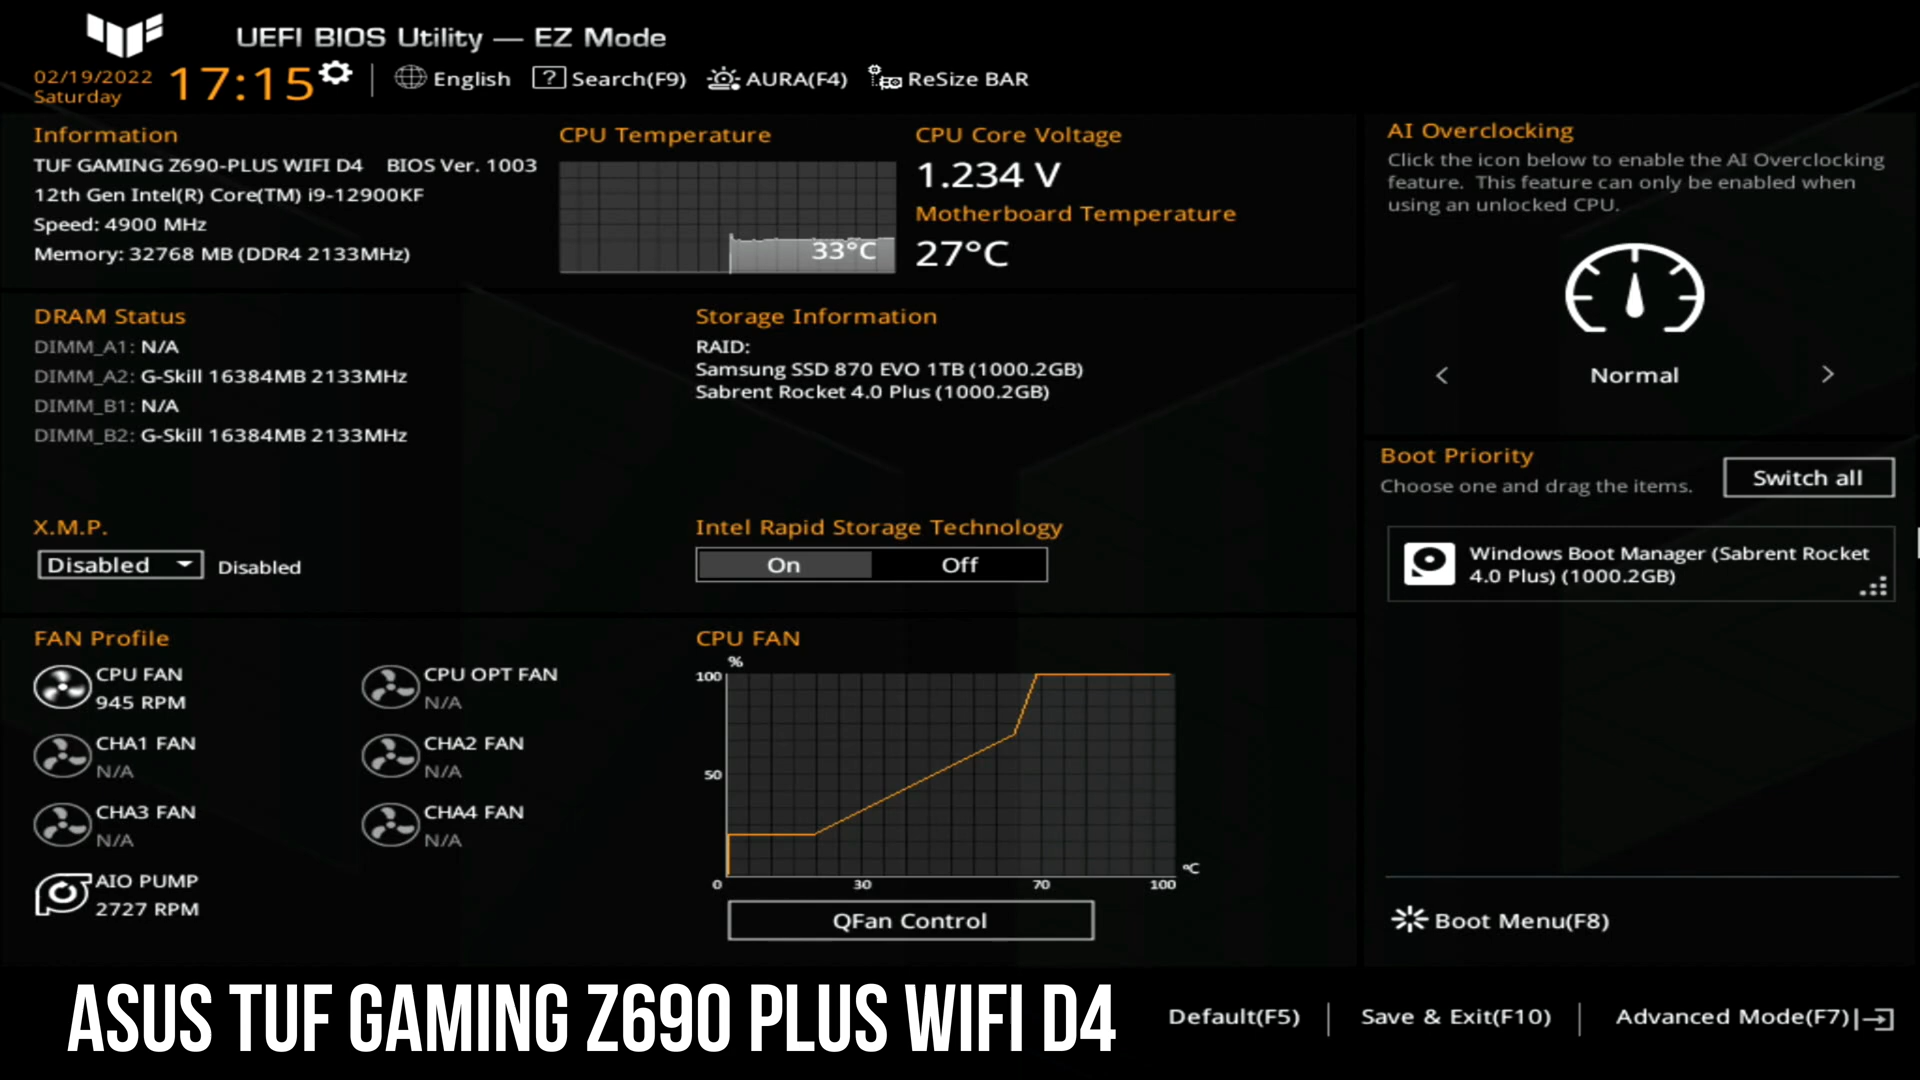 UEFI BIOS Utility — EZ Mode
02/19/2022
Saturday
17:15
English
Search(F9)
AURA(F4)
ReSize BAR
Information
TUF GAMING Z690-PLUS WIFI D4 BIOS Ver. 1003
12th Gen Intel(R) Core(TM) i9-12900KF
Speed: 4900 MHz
Memory: 32768 MB (DDR4 2133MHz)
CPU Temperature
33°C
CPU Core Voltage
1.234 V
Motherboard Temperature
27°C
AI Overclocking
Click the icon below to enable the AI Overclocking
feature. This feature can only be enabled when
using an unlocked CPU.
Normal
DRAM Status
DIMM_A1: N/A
DIMM_A2: G-Skill 16384MB 2133MHz
DIMM_B1: N/A
DIMM_B2: G-Skill 16384MB 2133MHz
Storage Information
RAID:
Samsung SSD 870 EVO 1TB (1000.2GB)
Sabrent Rocket 4.0 Plus (1000.2GB)
X.M.P.
Disabled
Disabled
Intel Rapid Storage Technology
On
Off
Boot Priority
Choose one and drag the items.
Switch all
Windows Boot Manager (Sabrent Rocket
4.0 Plus) (1000.2GB)
FAN Profile
CPU FAN
945 RPM
CPU OPT FAN
N/A
CHA1 FAN
N/A
CHA2 FAN
N/A
CHA3 FAN
N/A
CHA4 FAN
N/A
AIO PUMP
2727 RPM
CPU FAN
%
100
50
0
30
70
100
°C
QFan Control
Boot Menu(F8)
ASUS TUF GAMING Z690 PLUS WIFI D4
Default(F5)
Save & Exit(F10)
Advanced Mode(F7)